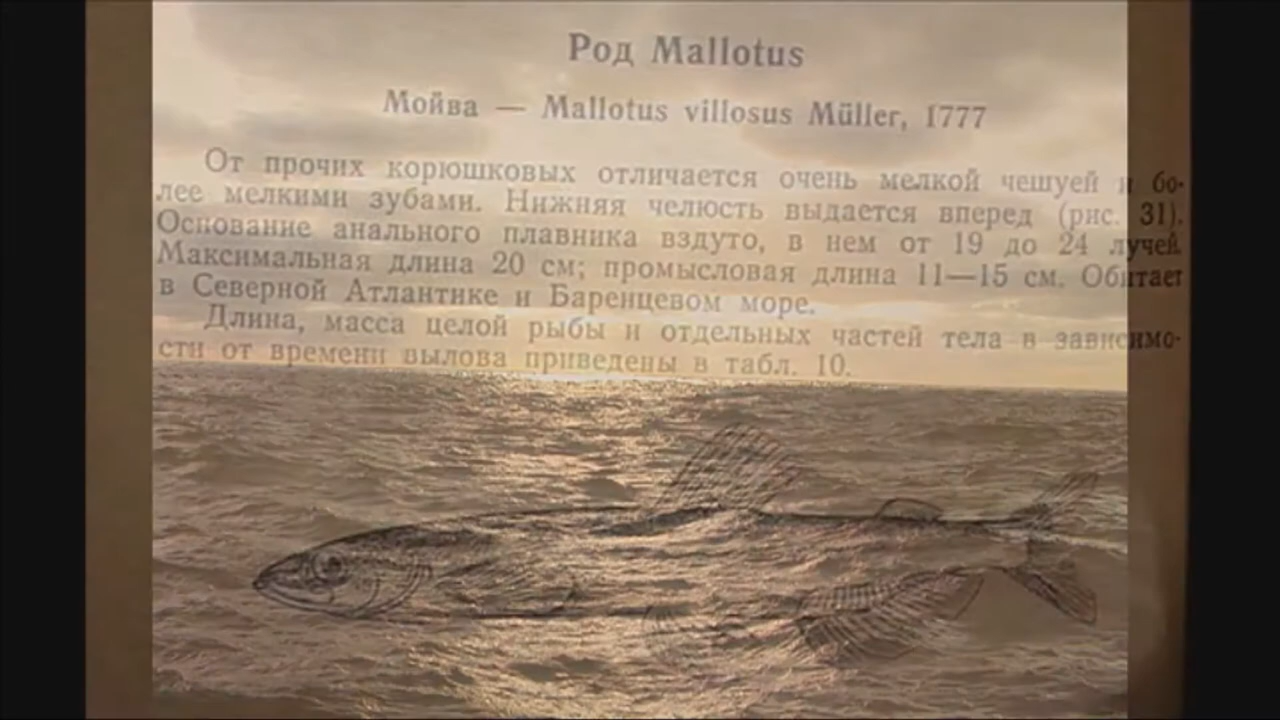 Род Mallotus
Мойва — Mallotus villosus Müller, 1777
От прочих корюшковых отличается очень мелкой чешуей и бо-
лее мелкими зубами. Нижняя челюсть выдается вперед (рис. 31).
Основание анального плавника вздуто, в нем от 19 до 24 лучей.
Максимальная длина 20 см; промысловая длина 11—15 см. Обитает
в Северной Атлантике и Баренцевом море.
Длина, масса целой рыбы и отдельных частей тела в зависимо-
сти от времени вылова приведены в табл. 10.